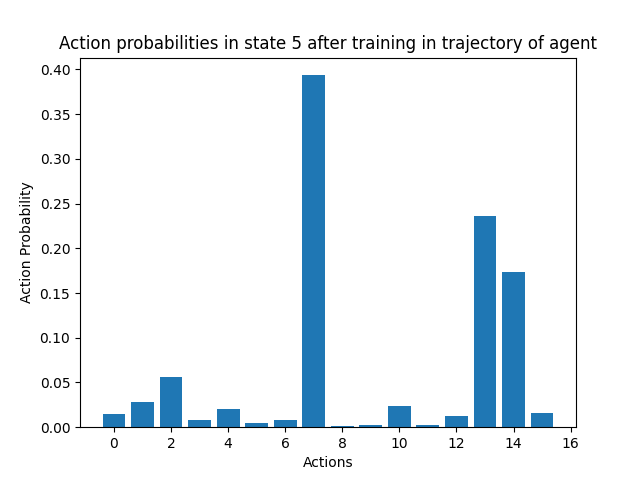 Action probabilities in state 5 after training in trajectory of agent
0.40
0.35
0.30
0.25
0.20
0.15
0.10
0.05
0.00
Action Probability
0 2 4 6 8 10 12 14 16
Actions